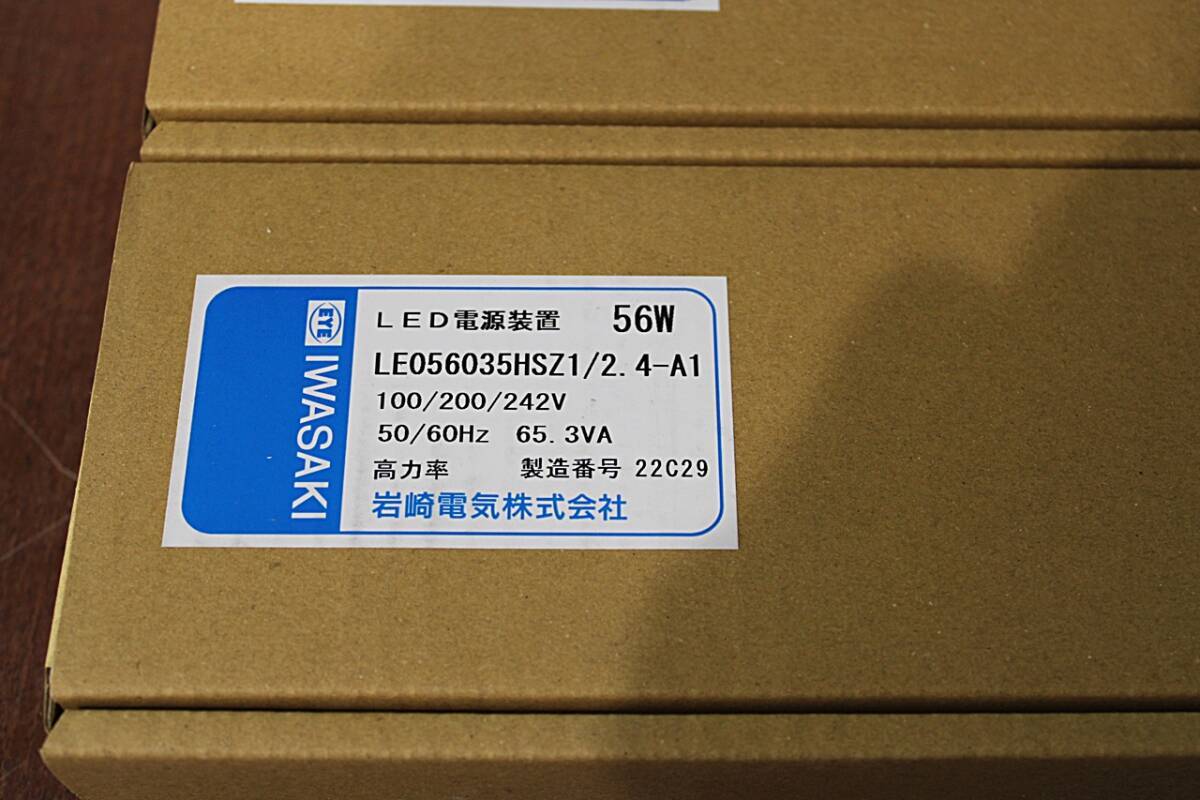 EYE
IWASAKI
LED電源装置 56W
LE056035HSZ1/2.4-A1
100/200/242V
50/60Hz 65.3VA
高力率 製造番号 22C29
岩崎電気株式会社